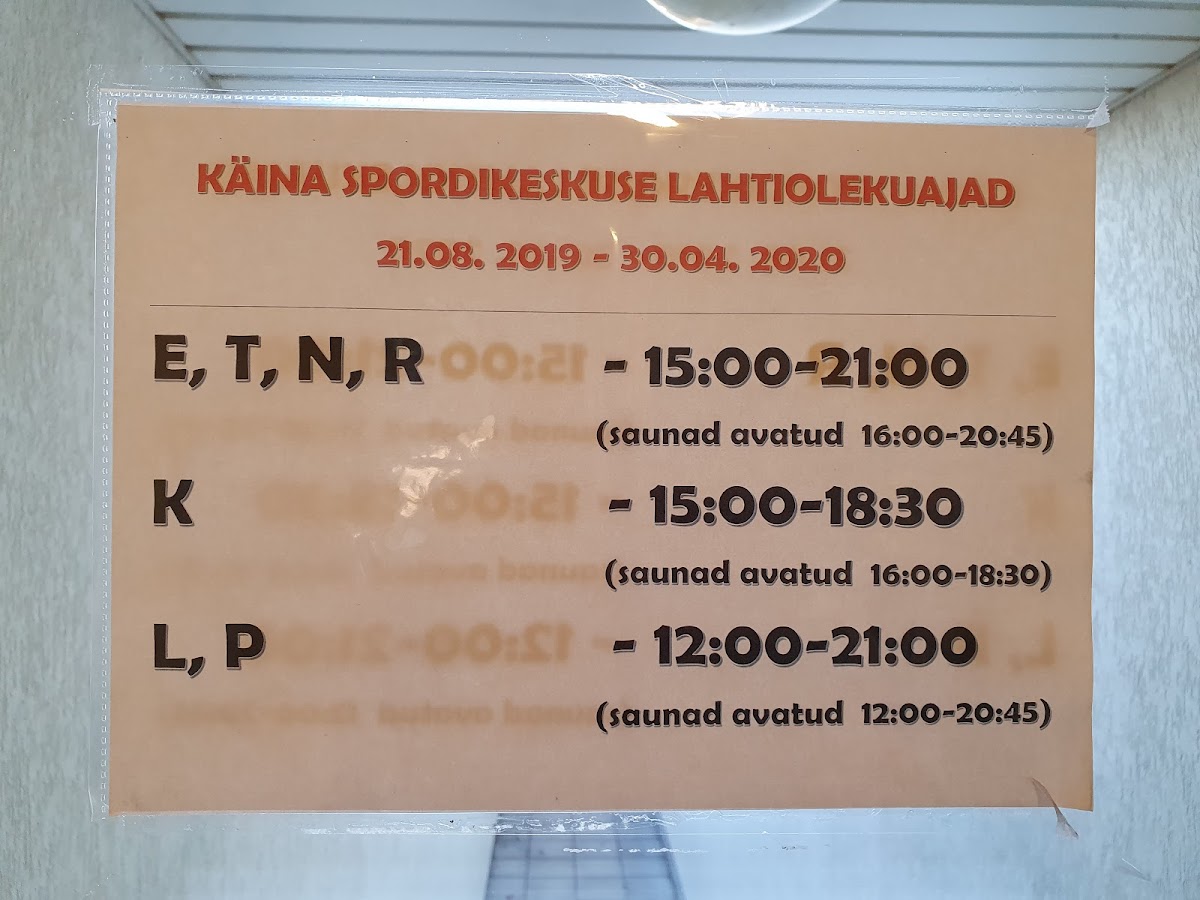 KÄINA SPORDIKESKUSE LAHTIOLEKUAJAD
21.08. 2019 - 30.04. 2020
E, T, N, R - 15:00-21:00
(saunad avatud 16:00-20:45)
K - 15:00-18:30
(saunad avatud 16:00-18:30)
L, P - 12:00-21:00
(saunad avatud 12:00-20:45)